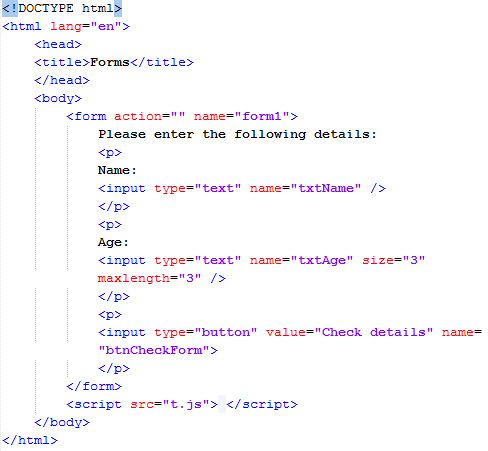 <!DOCTYPE html>
<html lang="en">
<head>
<title>Forms</title>
</head>
<body>
<form action="" name="form1">
Please enter the following details:
<p>
Name:
<input type="text" name="txtName" />
</p>
<p>
Age:
<input type="text" name="txtAge" size="3"
maxlength="3" />
</p>
<p>
<input type="button" value="Check details" name=
"btnCheckForm">
</p>
</form>
<script src="t.js"> </script>
</body>
</html>